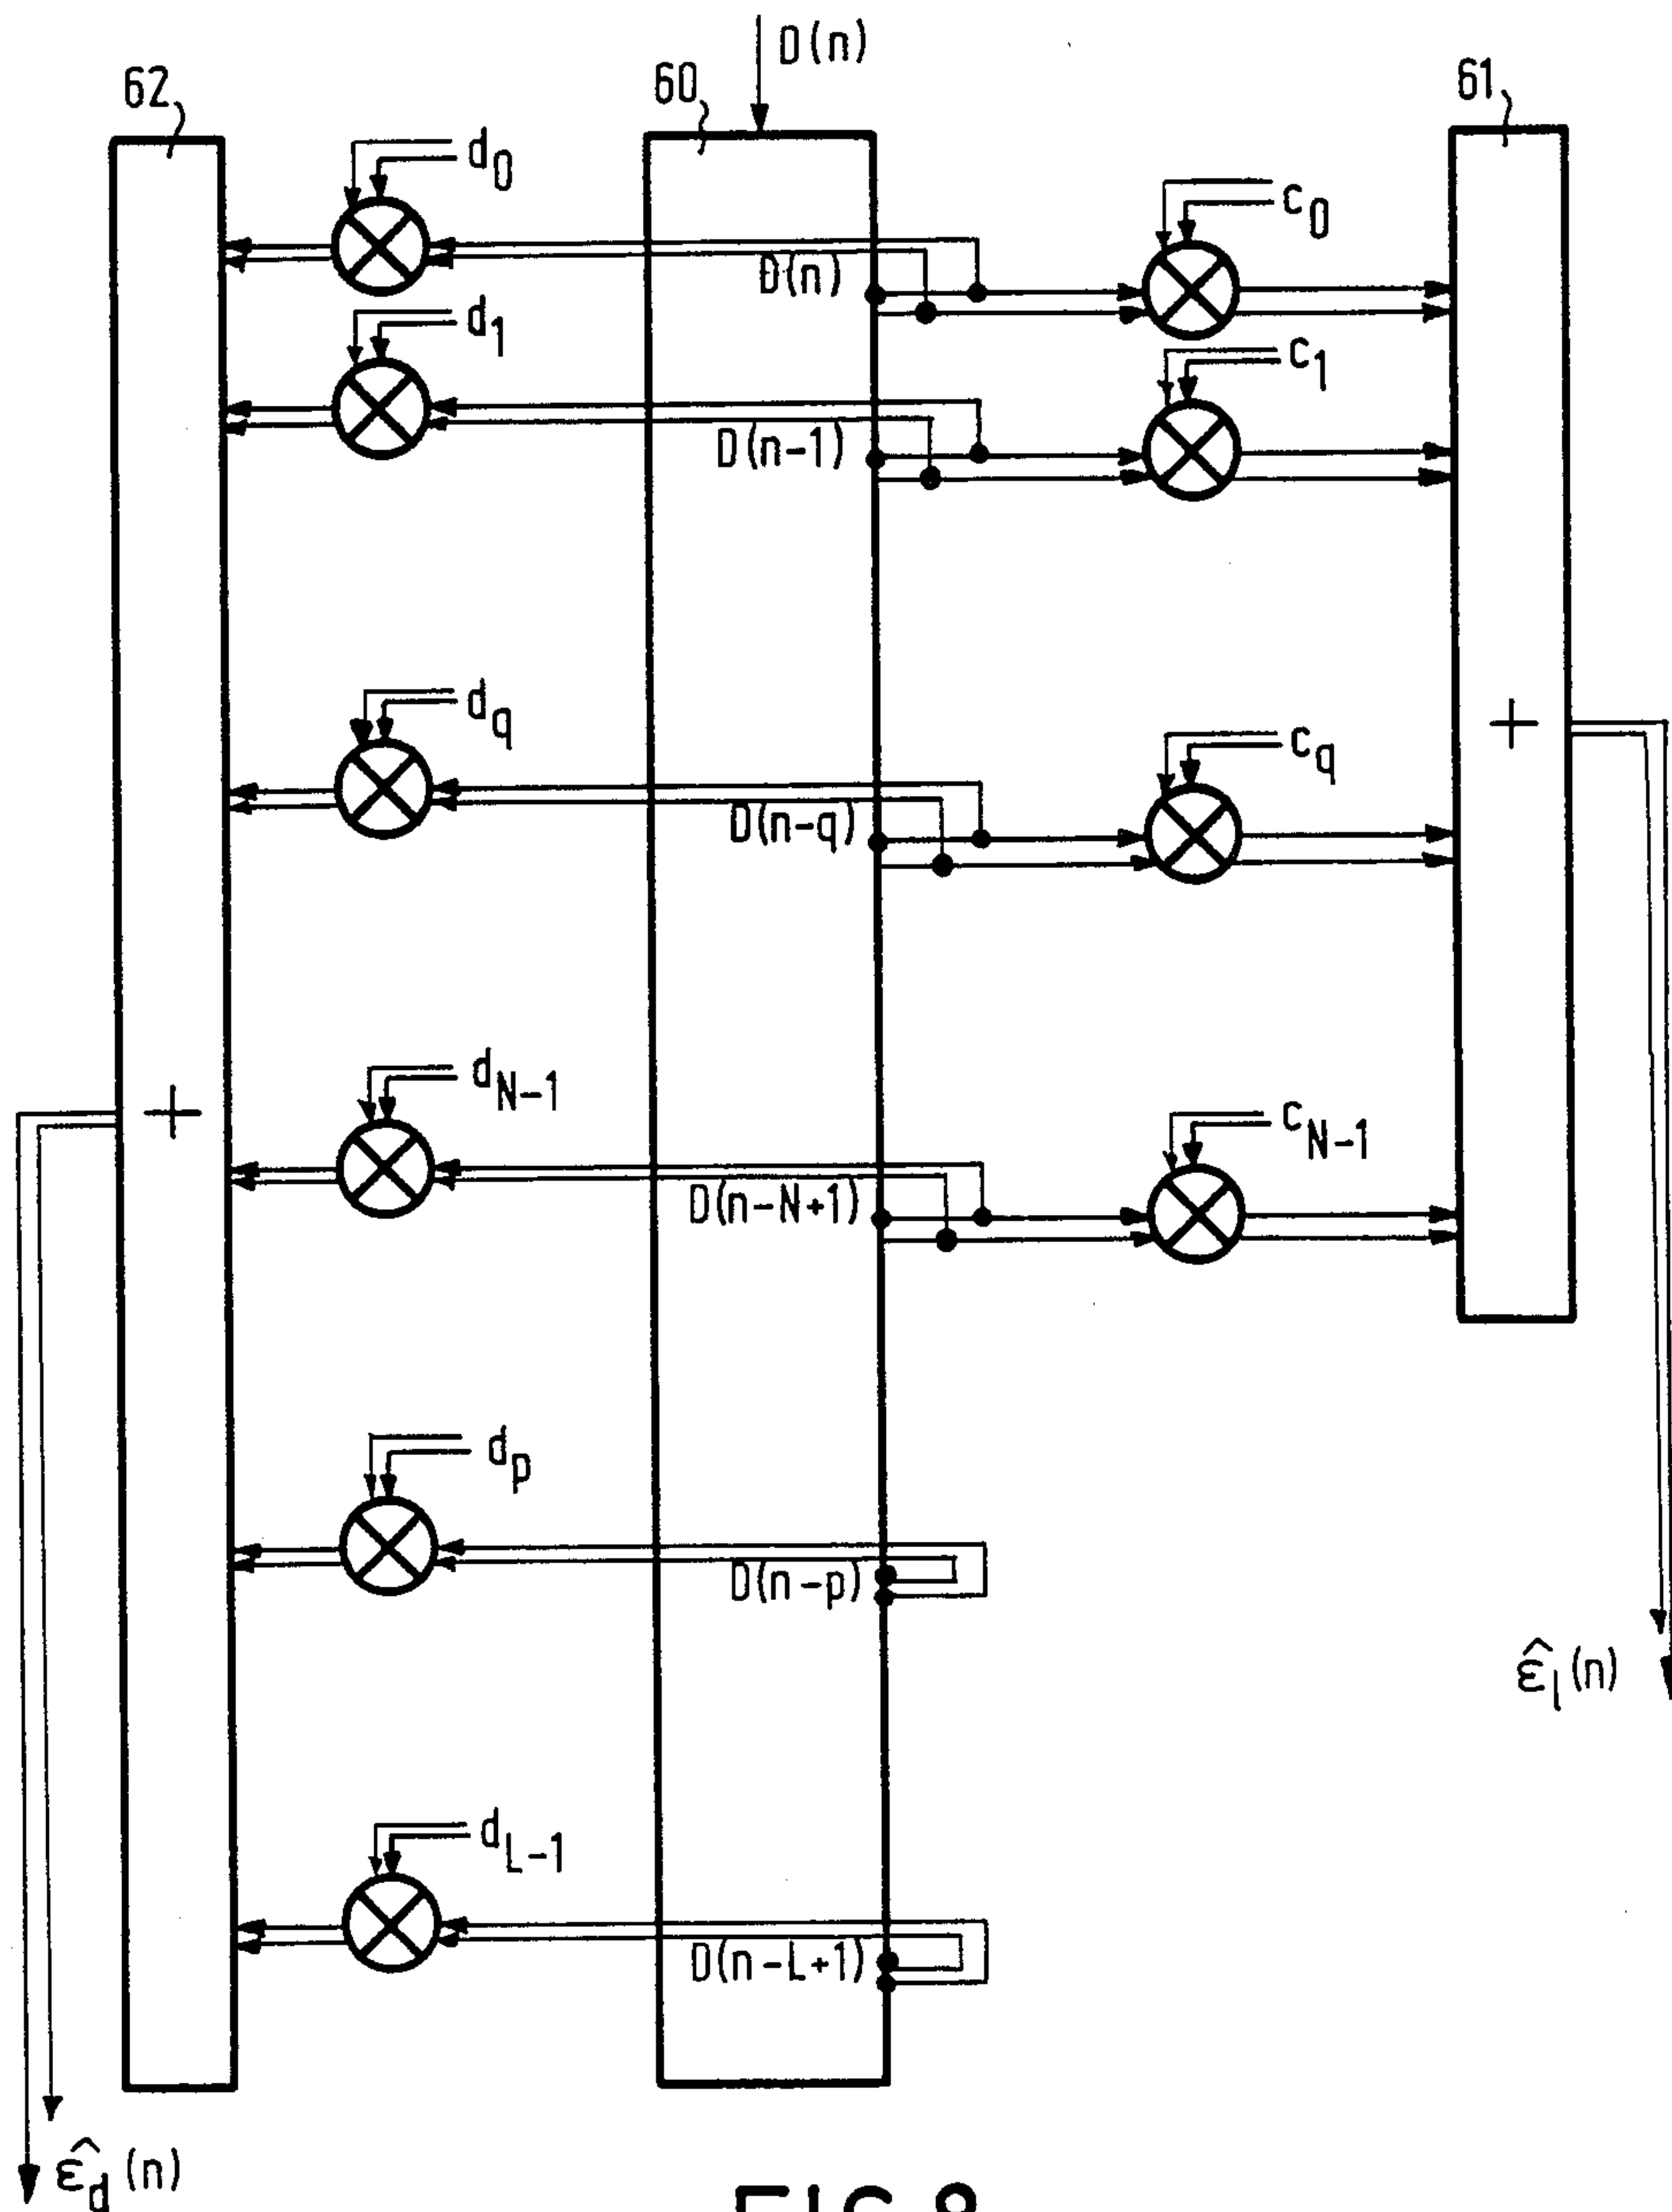 D(n)
62
60
61
d0
c0
D(n)
d1
c1
D(n-1)
dq
cq
D(n-q)
dN-1
cN-1
D(n-N+1)
+
+
dp
D(n-p)
ε̂l(n)
dL-1
D(n-L+1)
ε̂d(n)